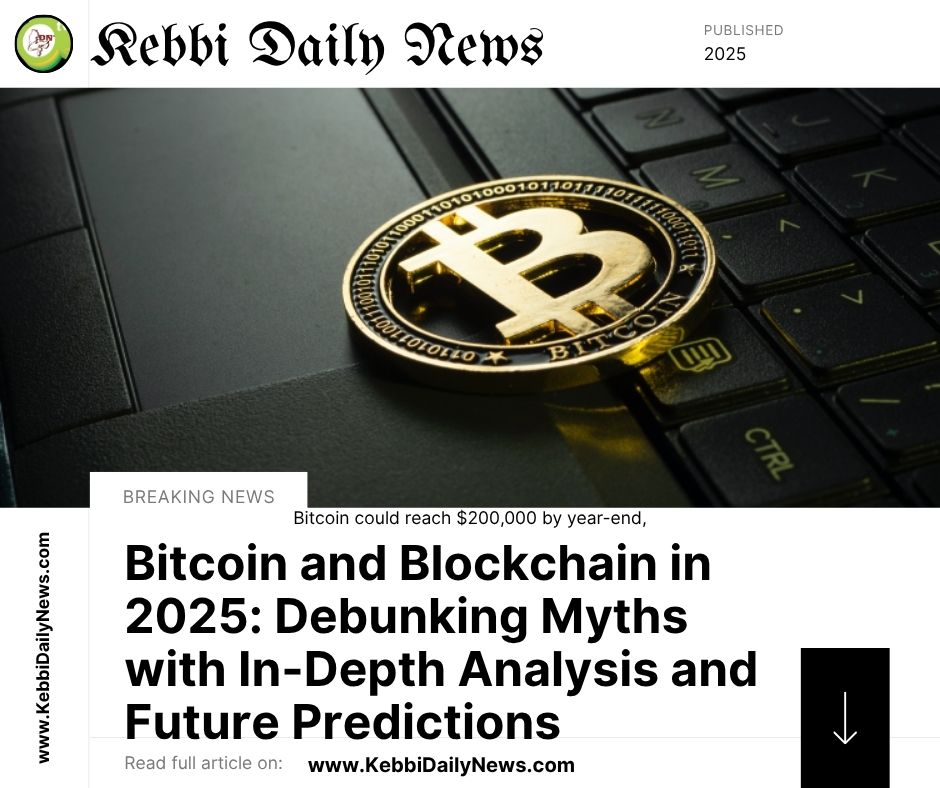 Kebbi Daily News
PUBLISHED
2025
N
J
M
K
CTRL
BITCOIN
BREAKING NEWS
Bitcoin could reach $200,000 by year-end,
Bitcoin and Blockchain in
2025: Debunking Myths
with In-Depth Analysis and
Future Predictions
Read full article on:
www.KebbiDailyNews.com
www.KebbiDailyNews.com